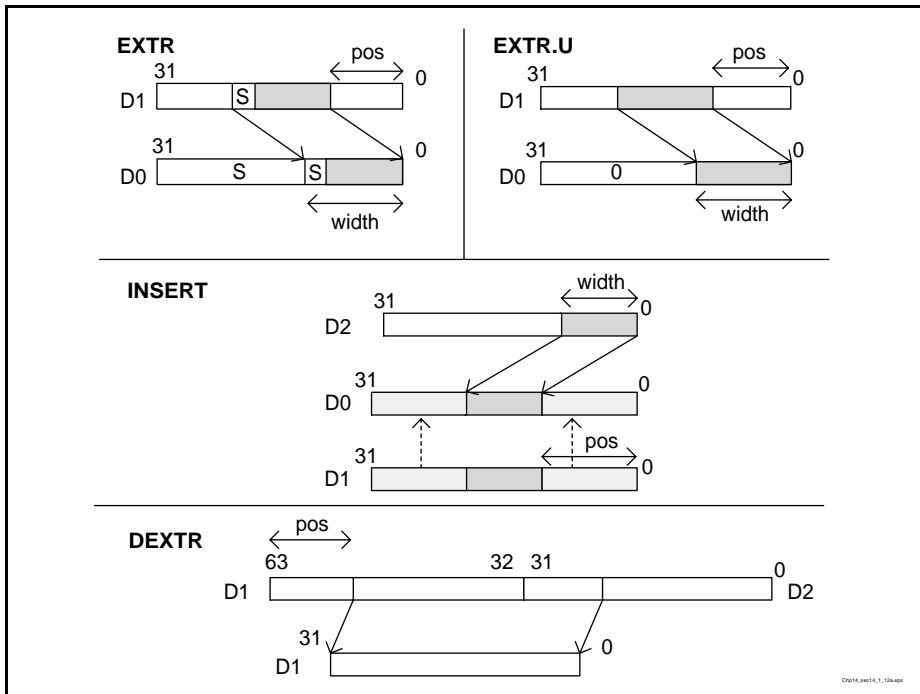 EXTR
pos
31
0
D1
S
31
0
D0
S
S
width
EXTR.U
pos
31
0
D1
31
0
D0
0
width
INSERT
width
31
0
D2
31
0
D0
pos
31
0
D1
DEXTR
pos
63
32
31
0
D1
D2
31
0
D1
Chp14_sec14_1_12a.eps